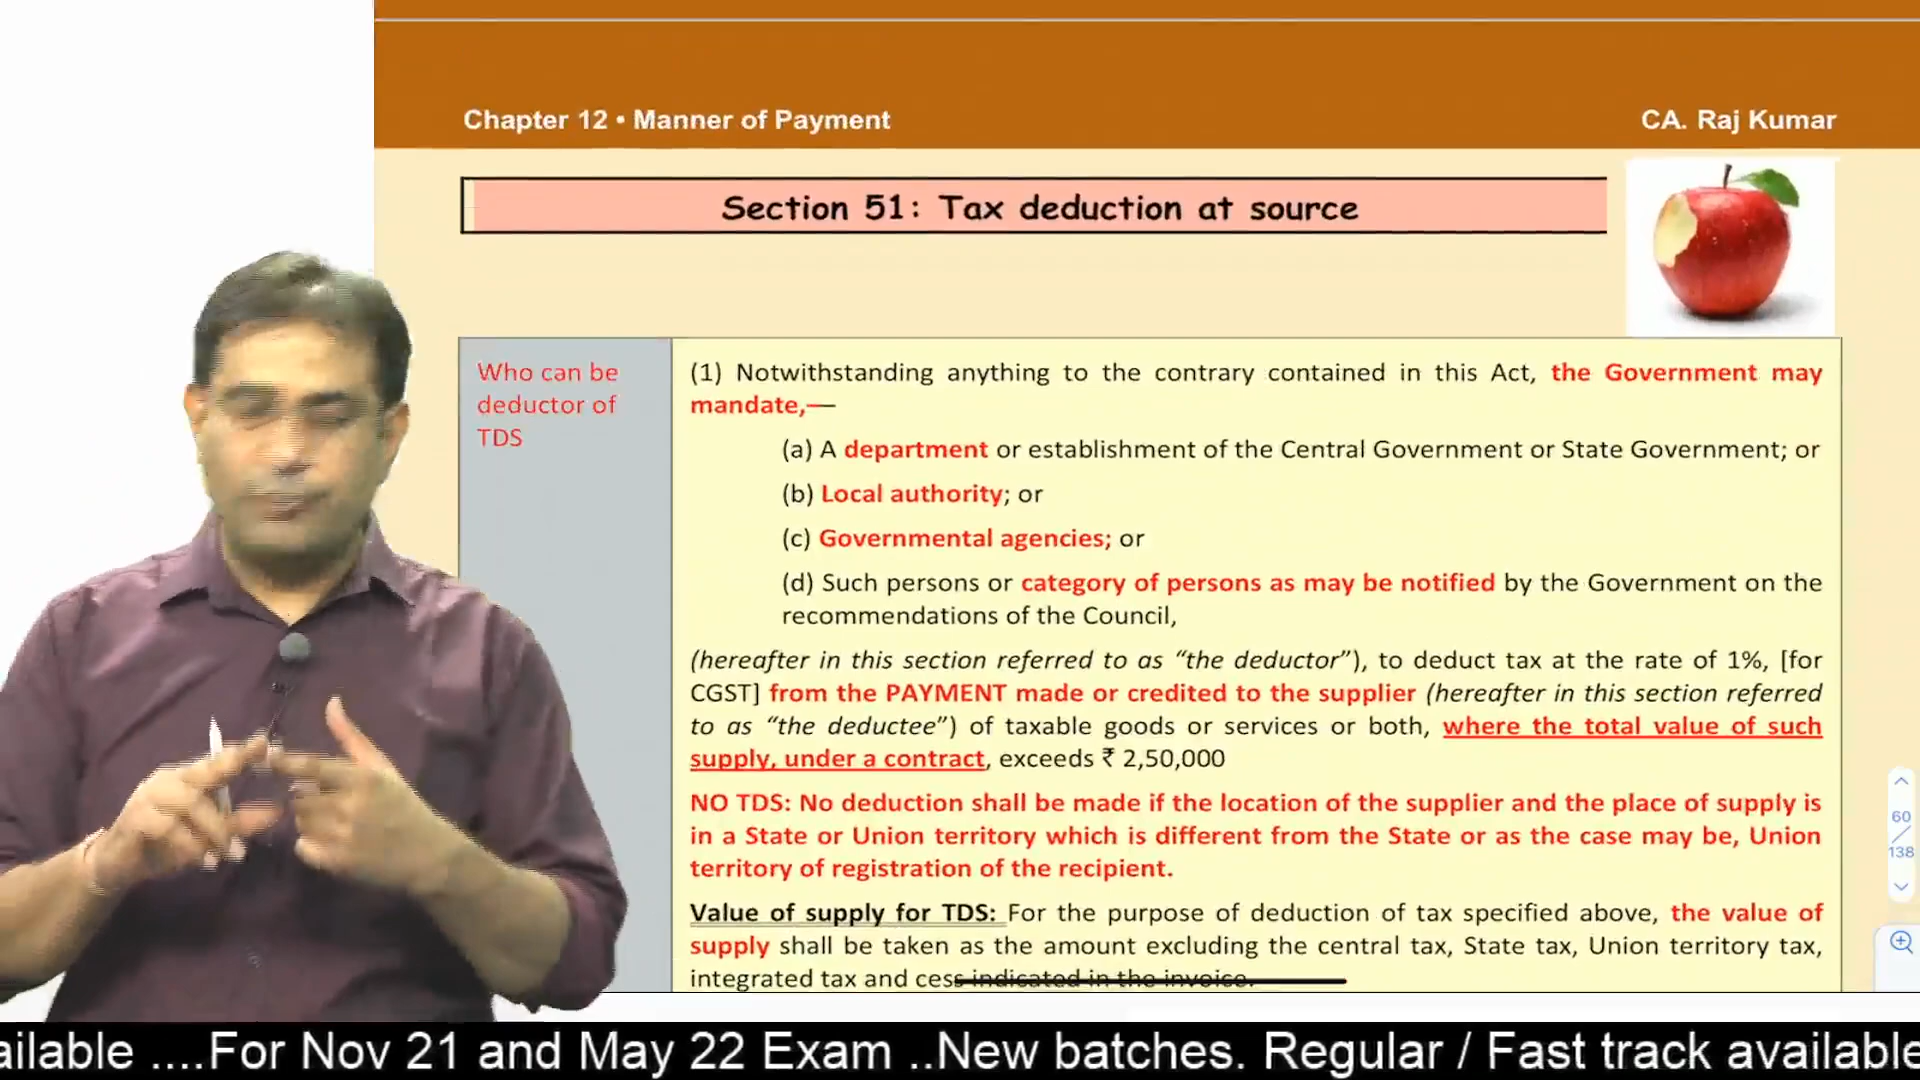 Chapter 12 • Manner of Payment
CA. Raj Kumar
Section 51: Tax deduction at source
Who can be
deductor of
TDS
(1) Notwithstanding anything to the contrary contained in this Act, the Government may
mandate,—
(a) A department or establishment of the Central Government or State Government; or
(b) Local authority; or
(c) Governmental agencies; or
(d) Such persons or category of persons as may be notified by the Government on the
recommendations of the Council,
(hereafter in this section referred to as “the deductor”), to deduct tax at the rate of 1%, [for
CGST] from the PAYMENT made or credited to the supplier (hereafter in this section referred
to as “the deductee”) of taxable goods or services or both, where the total value of such
supply, under a contract, exceeds ₹ 2,50,000
NO TDS: No deduction shall be made if the location of the supplier and the place of supply is
in a State or Union territory which is different from the State or as the case may be, Union
territory of registration of the recipient.
Value of supply for TDS: For the purpose of deduction of tax specified above, the value of
supply shall be taken as the amount excluding the central tax, State tax, Union territory tax,
integrated tax and cess indicated in the invoice.
60
138
ailable ....For Nov 21 and May 22 Exam ..New batches. Regular / Fast track available